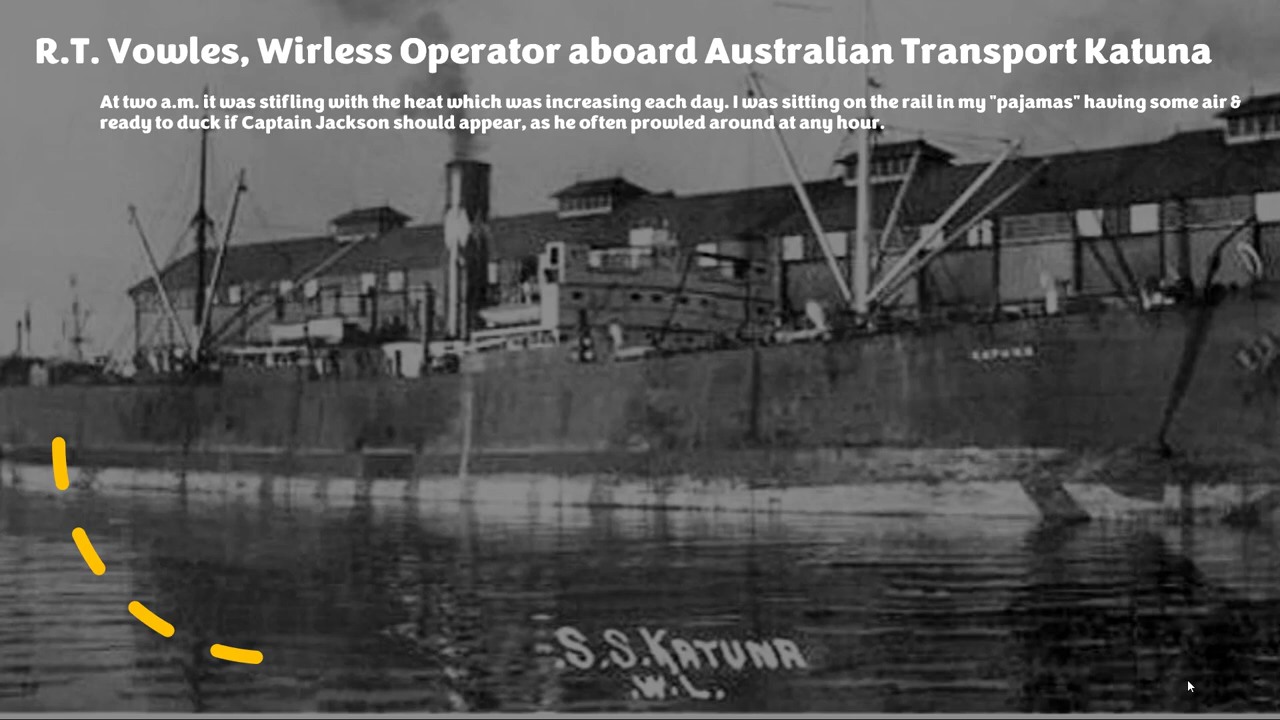 R.T. Vowles, Wirless Operator aboard Australian Transport Katuna
At two a.m. it was stifling with the heat which was increasing each day. I was sitting on the rail in my "pajamas" having some air &
ready to duck if Captain Jackson should appear, as he often prowled around at any hour.
KATUNA
S.S. KATUNA
W.L.